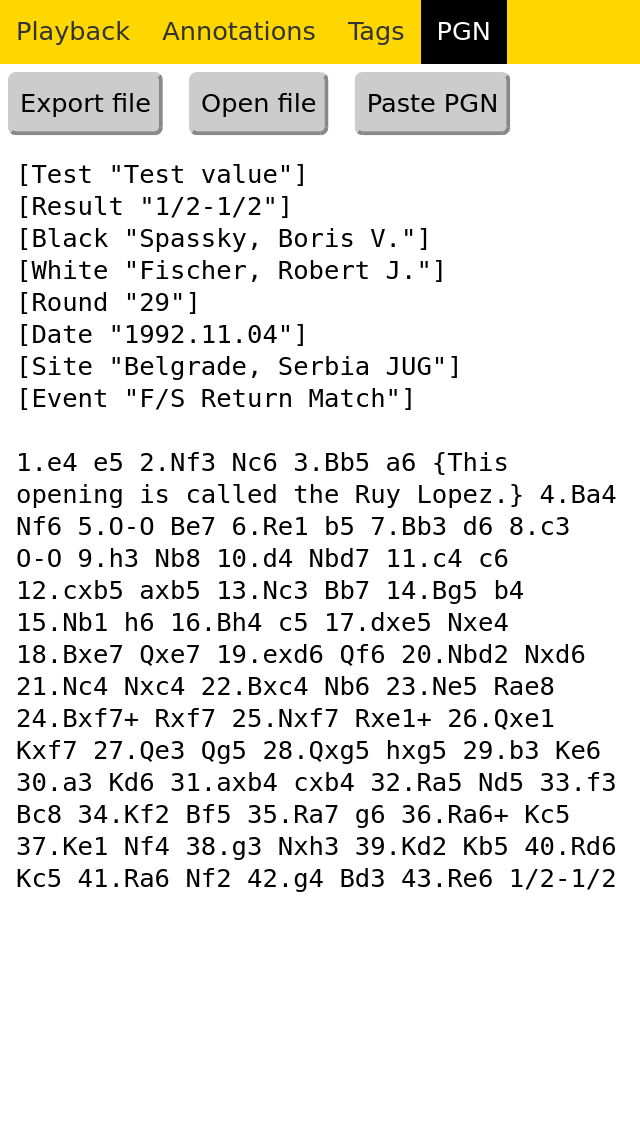 Playback Annotations Tags PGN
Export file Open file Paste PGN
[Test "Test value"]
[Result "1/2-1/2"]
[Black "Spassky, Boris V."]
[White "Fischer, Robert J."]
[Round "29"]
[Date "1992.11.04"]
[Site "Belgrade, Serbia JUG"]
[Event "F/S Return Match"]
1.e4 e5 2.Nf3 Nc6 3.Bb5 a6 {This
opening is called the Ruy Lopez.} 4.Ba4
Nf6 5.O-O Be7 6.Re1 b5 7.Bb3 d6 8.c3
O-O 9.h3 Nb8 10.d4 Nbd7 11.c4 c6
12.cxb5 axb5 13.Nc3 Bb7 14.Bg5 b4
15.Nb1 h6 16.Bh4 c5 17.dxe5 Nxe4
18.Bxe7 Qxe7 19.exd6 Qf6 20.Nbd2 Nxd6
21.Nc4 Nxc4 22.Bxc4 Nb6 23.Ne5 Rae8
24.Bxf7+ Rxf7 25.Nxf7 Rxe1+ 26.Qxe1
Kxf7 27.Qe3 Qg5 28.Qxg5 hxg5 29.b3 Ke6
30.a3 Kd6 31.axb4 cxb4 32.Ra5 Nd5 33.f3
Bc8 34.Kf2 Bf5 35.Ra7 g6 36.Ra6+ Kc5
37.Ke1 Nf4 38.g3 Nxh3 39.Kd2 Kb5 40.Rd6
Kc5 41.Ra6 Nf2 42.g4 Bd3 43.Re6 1/2-1/2